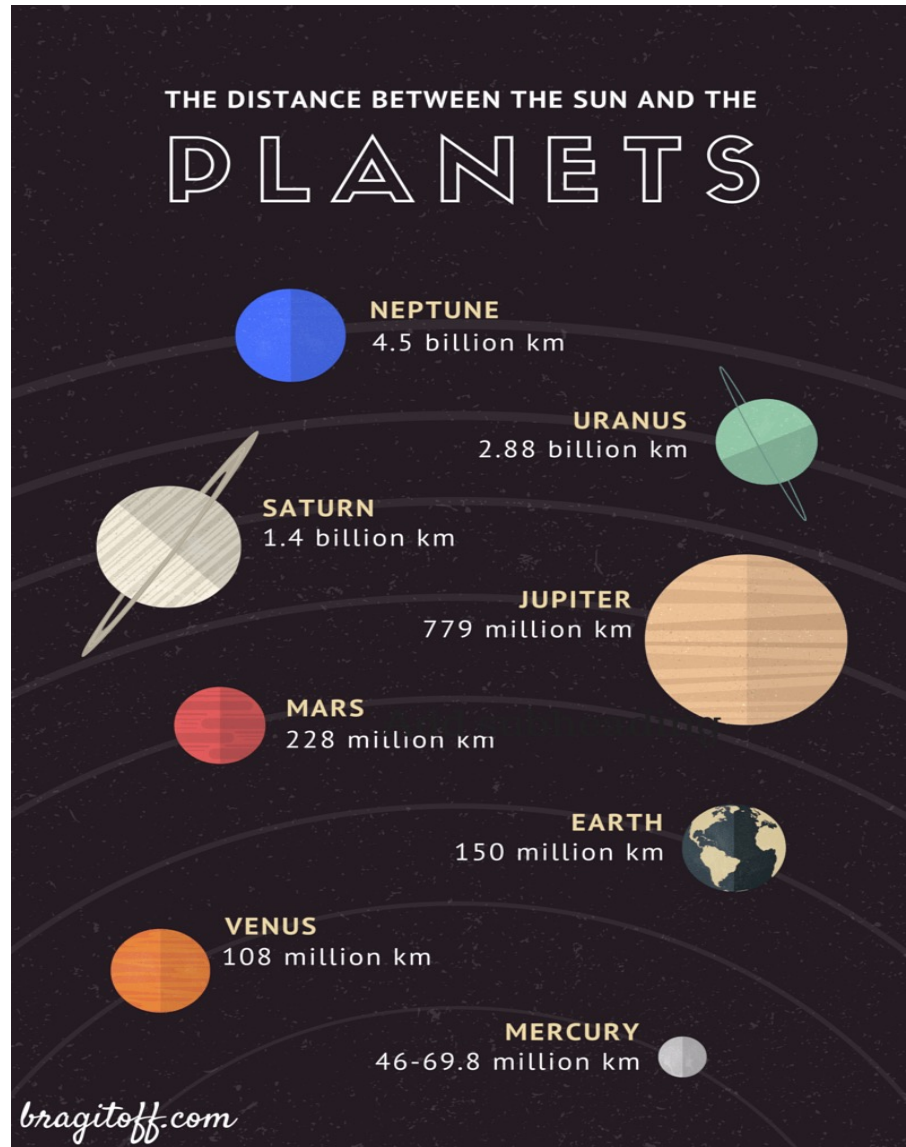 THE DISTANCE BETWEEN THE SUN AND THE
PLANETS
NEPTUNE
4.5 billion km
URANUS
2.88 billion km
SATURN
1.4 billion km
JUPITER
779 million km
MARS
228 million km
EARTH
150 million km
VENUS
108 million km
MERCURY
46-69.8 million km
bragitoff.com